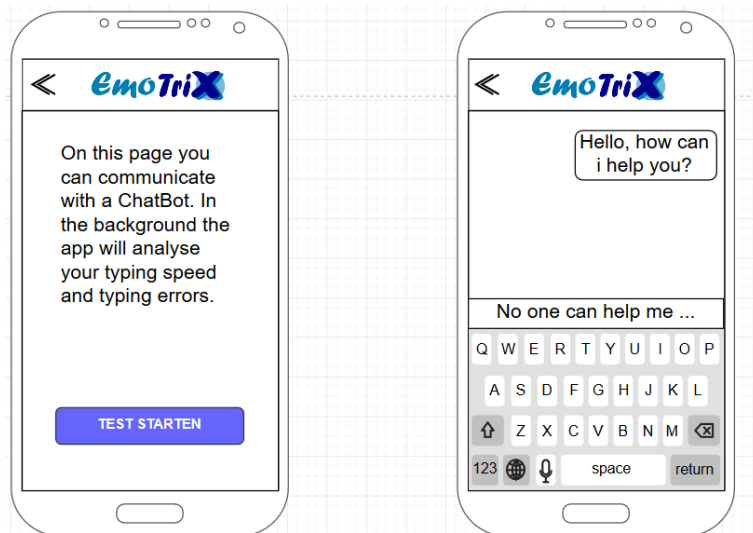 EmoTriX
On this page you
can communicate
with a ChatBot. In
the background the
app will analyse
your typing speed
and typing errors.
TEST STARTEN
EmoTriX
Hello, how can
i help you?
No one can help me ...
Q W E R T Y U I O P
A S D F G H J K L
Z X C V B N M
123 space return